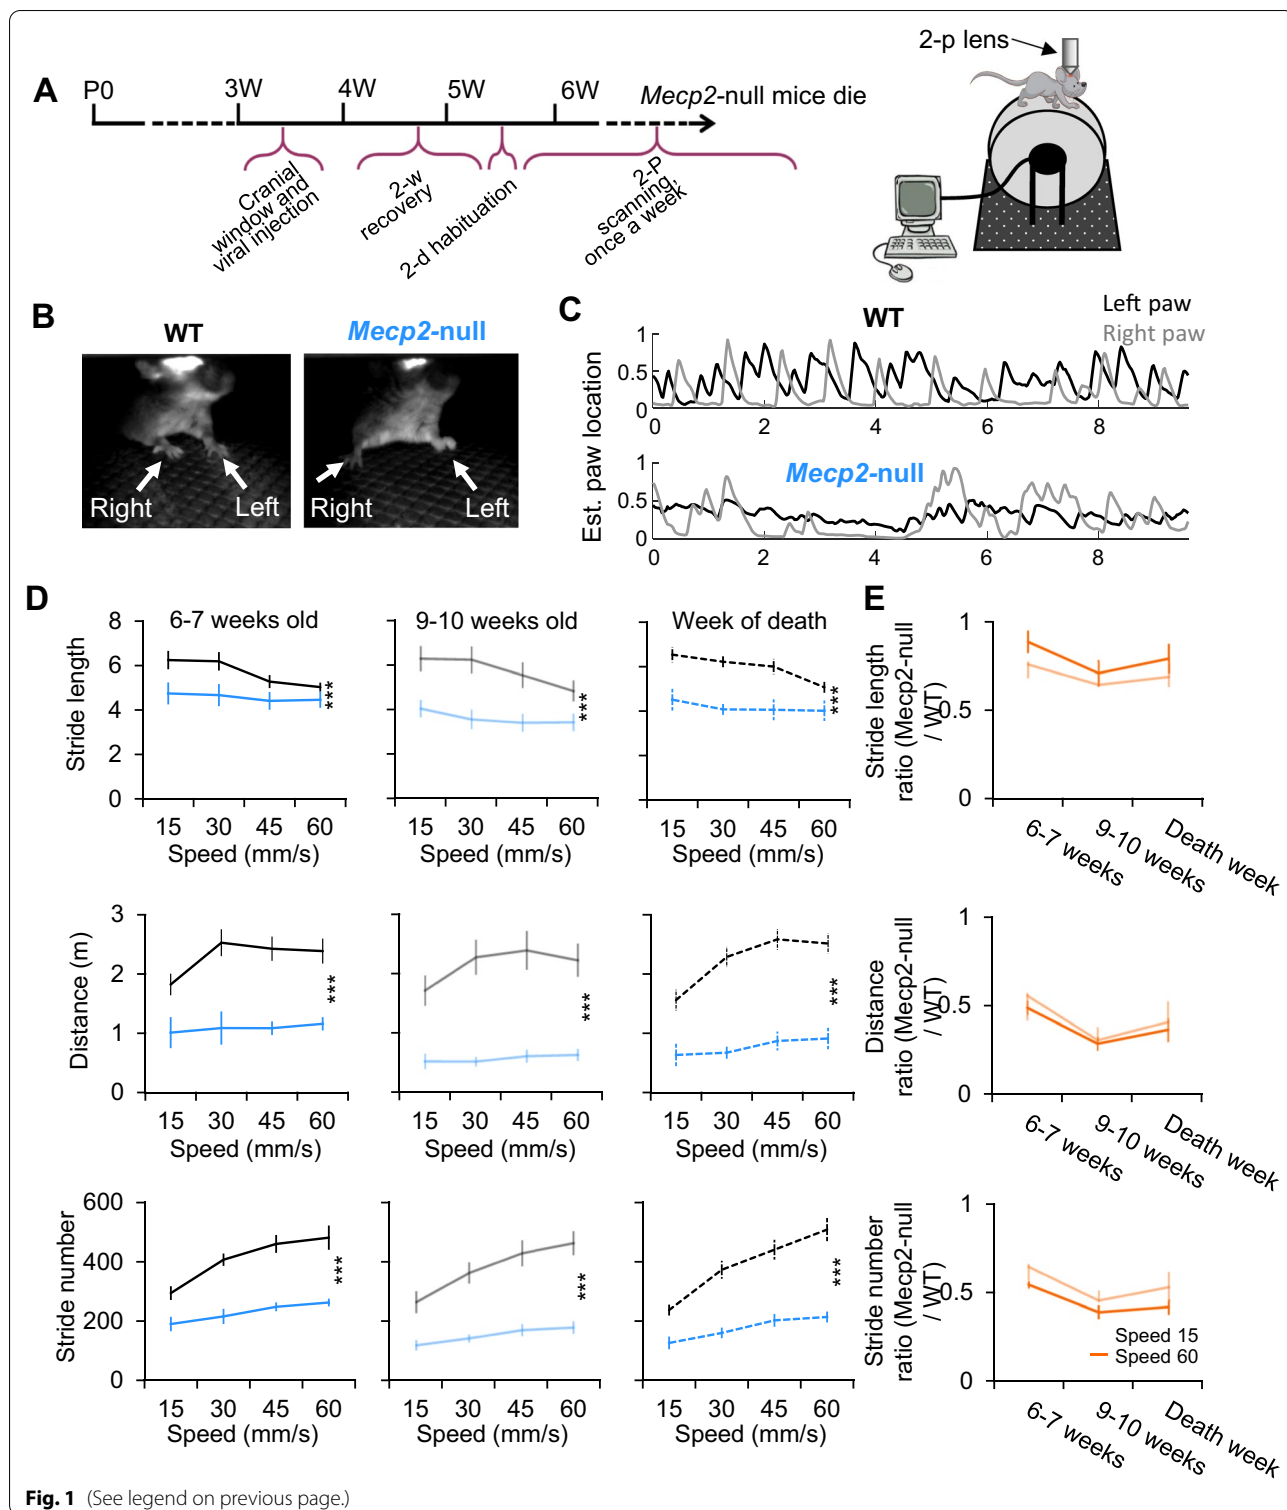 A
P0
3W
4W
5W
6W
Mecp2-null mice die
Cranial
window and
viral injection
2-w
recovery
2-d habituation
2-P
scanning,
once a week
2-p lens
B
WT
Mecp2-null
Right
Left
Right
Left
C
WT
Left paw
Right paw
Est. paw location
1
0.5
0
0
2
4
6
8
Mecp2-null
1
0.5
0
0
2
4
6
8
D
6-7 weeks old
9-10 weeks old
Week of death
Stride length
8
6
4
2
0
***
***
***
15 30 45 60
Speed (mm/s)
15 30 45 60
Speed (mm/s)
15 30 45 60
Speed (mm/s)
E
Stride length
ratio (Mecp2-null
/ WT)
1
0.5
0
6-7 weeks
9-10 weeks
Death week
Distance (m)
3
2
1
0
***
***
***
15 30 45 60
Speed (mm/s)
15 30 45 60
Speed (mm/s)
15 30 45 60
Speed (mm/s)
Distance
ratio (Mecp2-null
/ WT)
1
0.5
0
6-7 weeks
9-10 weeks
Death week
Stride number
600
400
200
0
***
***
***
15 30 45 60
Speed (mm/s)
15 30 45 60
Speed (mm/s)
15 30 45 60
Speed (mm/s)
Stride number
ratio (Mecp2-null
/ WT)
1
0.5
0
Speed 15
Speed 60
6-7 weeks
9-10 weeks
Death week
Fig. 1 (See legend on previous page.)